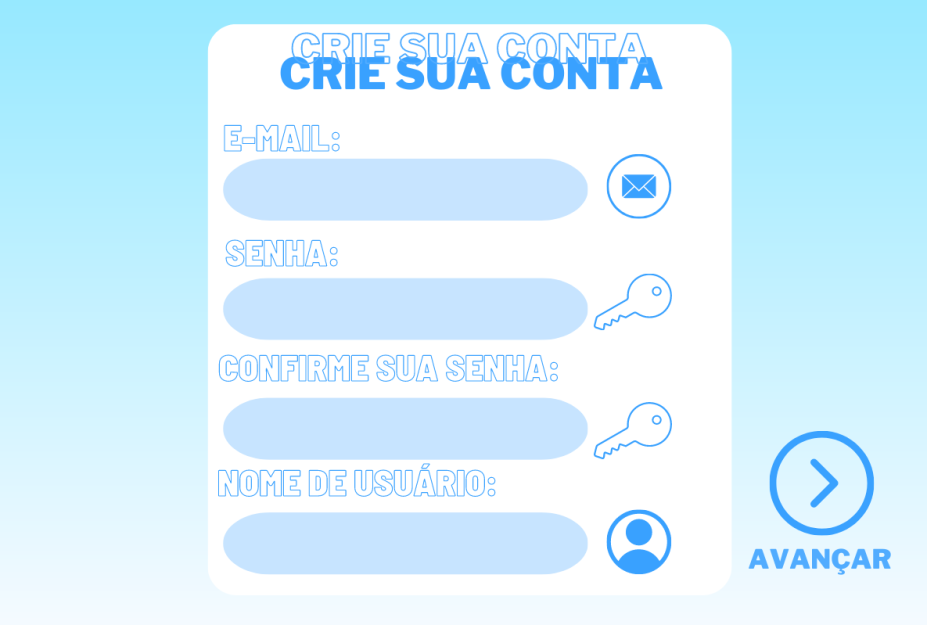 CRIE SUA CONTA
CRIE SUA CONTA
E-MAIL:
SENHA:
CONFIRME SUA SENHA:
NOME DE USUÁRIO:
AVANÇAR